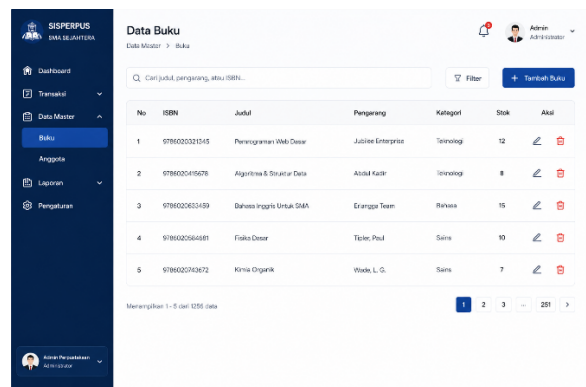 SISPERPUS
SMA SEJAHTERA
Dashboard
Transaksi
Data Master
Buku
Anggota
Laporan
Pengaturan
Admin Perpustakaan
Administrator
Data Buku
Data Master > Buku
Admin
Administrator
Cari judul, pengarang, atau ISBN...
Filter
+ Tambah Buku
No ISBN Judul Pengarang Kategori Stok Aksi
1 9786020321345 Pemrograman Web Dasar Jubilee Enterprise Teknologi 12
2 9786020416678 Algoritma & Struktur Data Abdul Kadir Teknologi 8
3 9786020633459 Bahasa Inggris Untuk SMA Erlangga Team Bahasa 15
4 9786020584681 Fisika Dasar Tipler, Paul Sains 10
5 9786020743672 Kimia Organik Wade, L. G. Sains 7
Menampilkan 1 - 5 dari 1256 data
1 2 3 ... 251 >